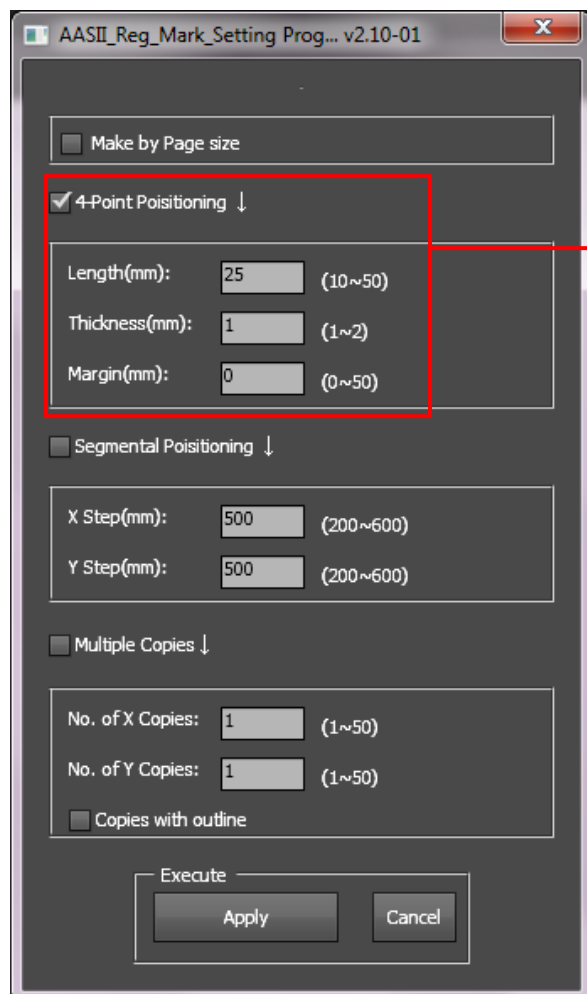 AASII_Reg_Mark_Setting Prog... v2.10-01
Make by Page size
4-Point Poisitioning ↓
Length(mm): 25 (10~50)
Thickness(mm): 1 (1~2)
Margin(mm): 0 (0~50)
Segmental Poisitioning ↓
X Step(mm): 500 (200~600)
Y Step(mm): 500 (200~600)
Multiple Copies ↓
No. of X Copies: 1 (1~50)
No. of Y Copies: 1 (1~50)
Copies with outline
Execute
Apply Cancel